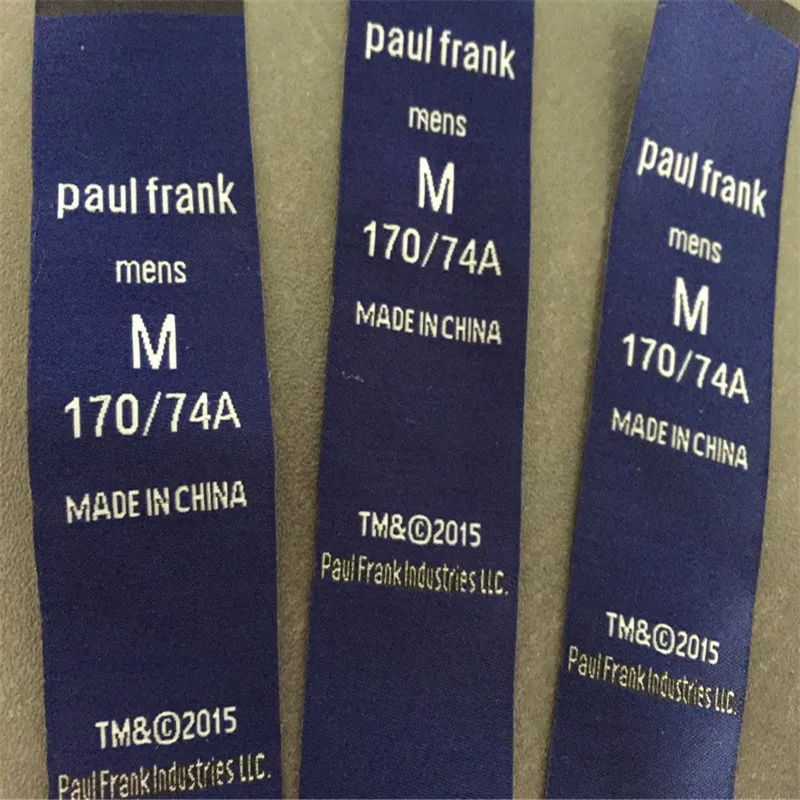 paul frank
mens
M
170/74A
MADE IN CHINA
TM&©2015
Paul Frank Industries LLC.
paul frank
mens
M
170/74A
MADE IN CHINA
TM&©2015
Paul Frank Industries LLC.
paul frank
mens
M
170/74A
MADE IN CHINA
TM&©2015
Paul Frank Industries LLC.